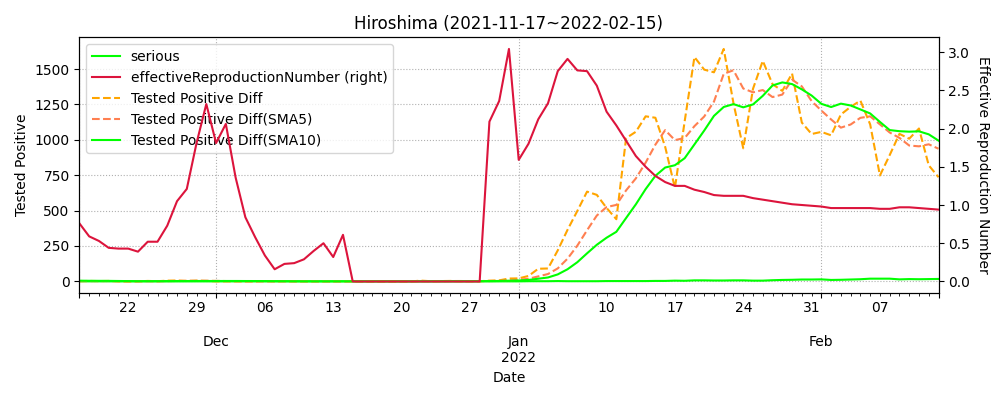 Hiroshima (2021-11-17~2022-02-15)
serious
effectiveReproductionNumber (right)
Tested Positive Diff
Tested Positive Diff(SMA5)
Tested Positive Diff(SMA10)
Tested Positive
1500
1250
1000
750
500
250
0
3.0
2.5
2.0
1.5
1.0
0.5
0.0
Effective Reproduction Number
22 29 06 13 20 27 03 10 17 24 31 07
Dec Jan Feb
2022
Date